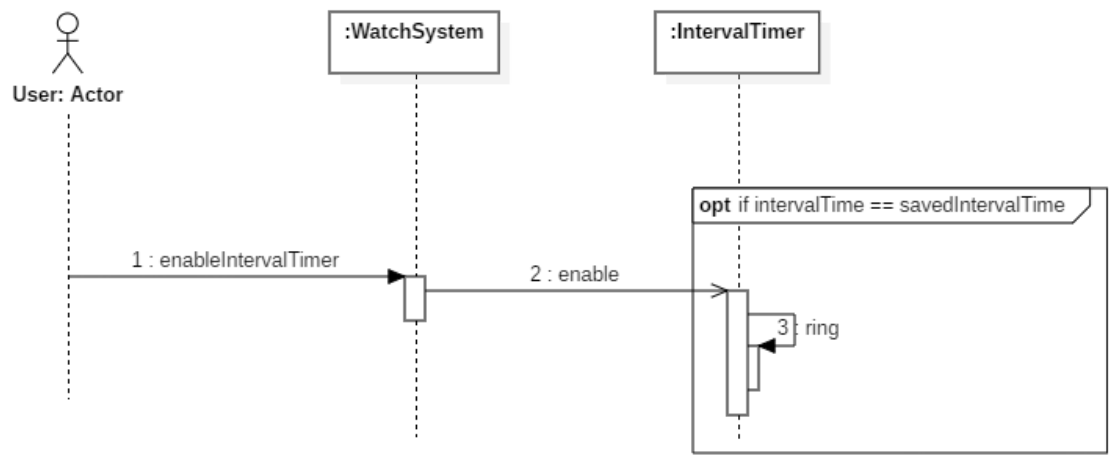 :WatchSystem
:IntervalTimer
User: Actor
opt if intervalTime == savedIntervalTime
1 : enableIntervalTimer
2 : enable
3 : ring